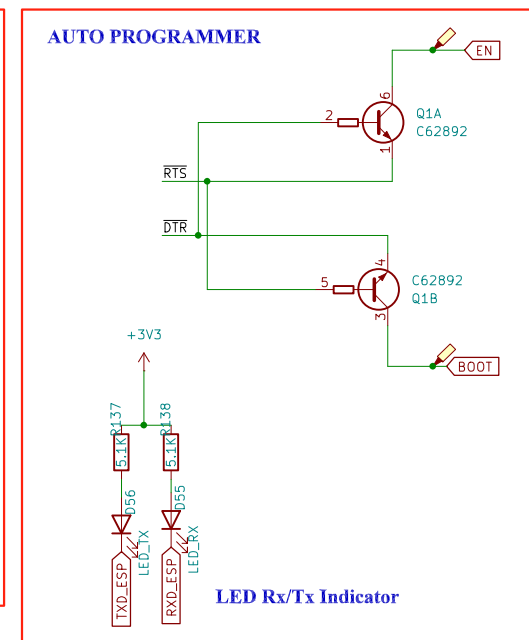 AUTO PROGRAMMER
EN
6
2
Q1A
C62892
1
RTS
DTR
4
5
C62892
Q1B
3
+3V3
BOOT
R137
R138
5.1K
5.1K
D56
D55
LED_TX
LED_RX
TXD_ESP
RXD_ESP
LED Rx/Tx Indicator